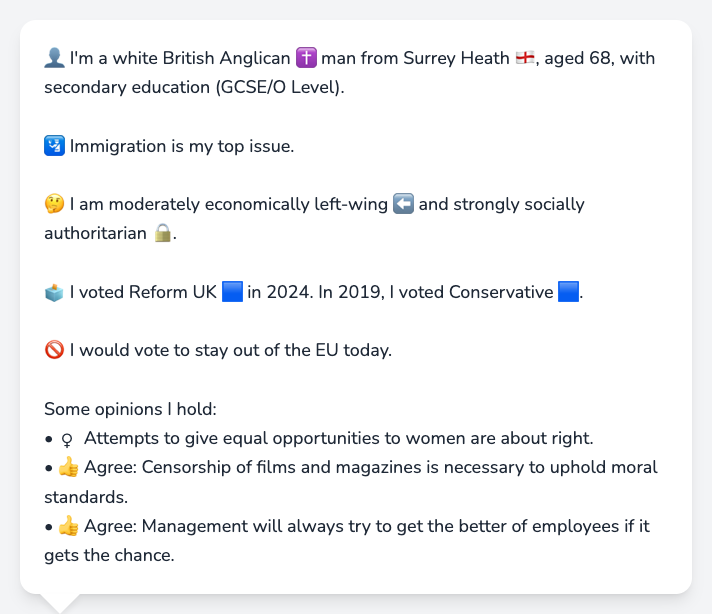 👤 I'm a white British Anglican ✝️ man from Surrey Heath 🏴󠁧󠁢󠁥󠁮󠁧󠁿, aged 68, with
secondary education (GCSE/O Level).
🛂 Immigration is my top issue.
🤔 I am moderately economically left-wing ⬅️ and strongly socially
authoritarian 🔒.
🗳️ I voted Reform UK 🟦 in 2024. In 2019, I voted Conservative 🟦.
🚫 I would vote to stay out of the EU today.
Some opinions I hold:
• ♀ Attempts to give equal opportunities to women are about right.
• 👍 Agree: Censorship of films and magazines is necessary to uphold moral
standards.
• 👍 Agree: Management will always try to get the better of employees if it
gets the chance.